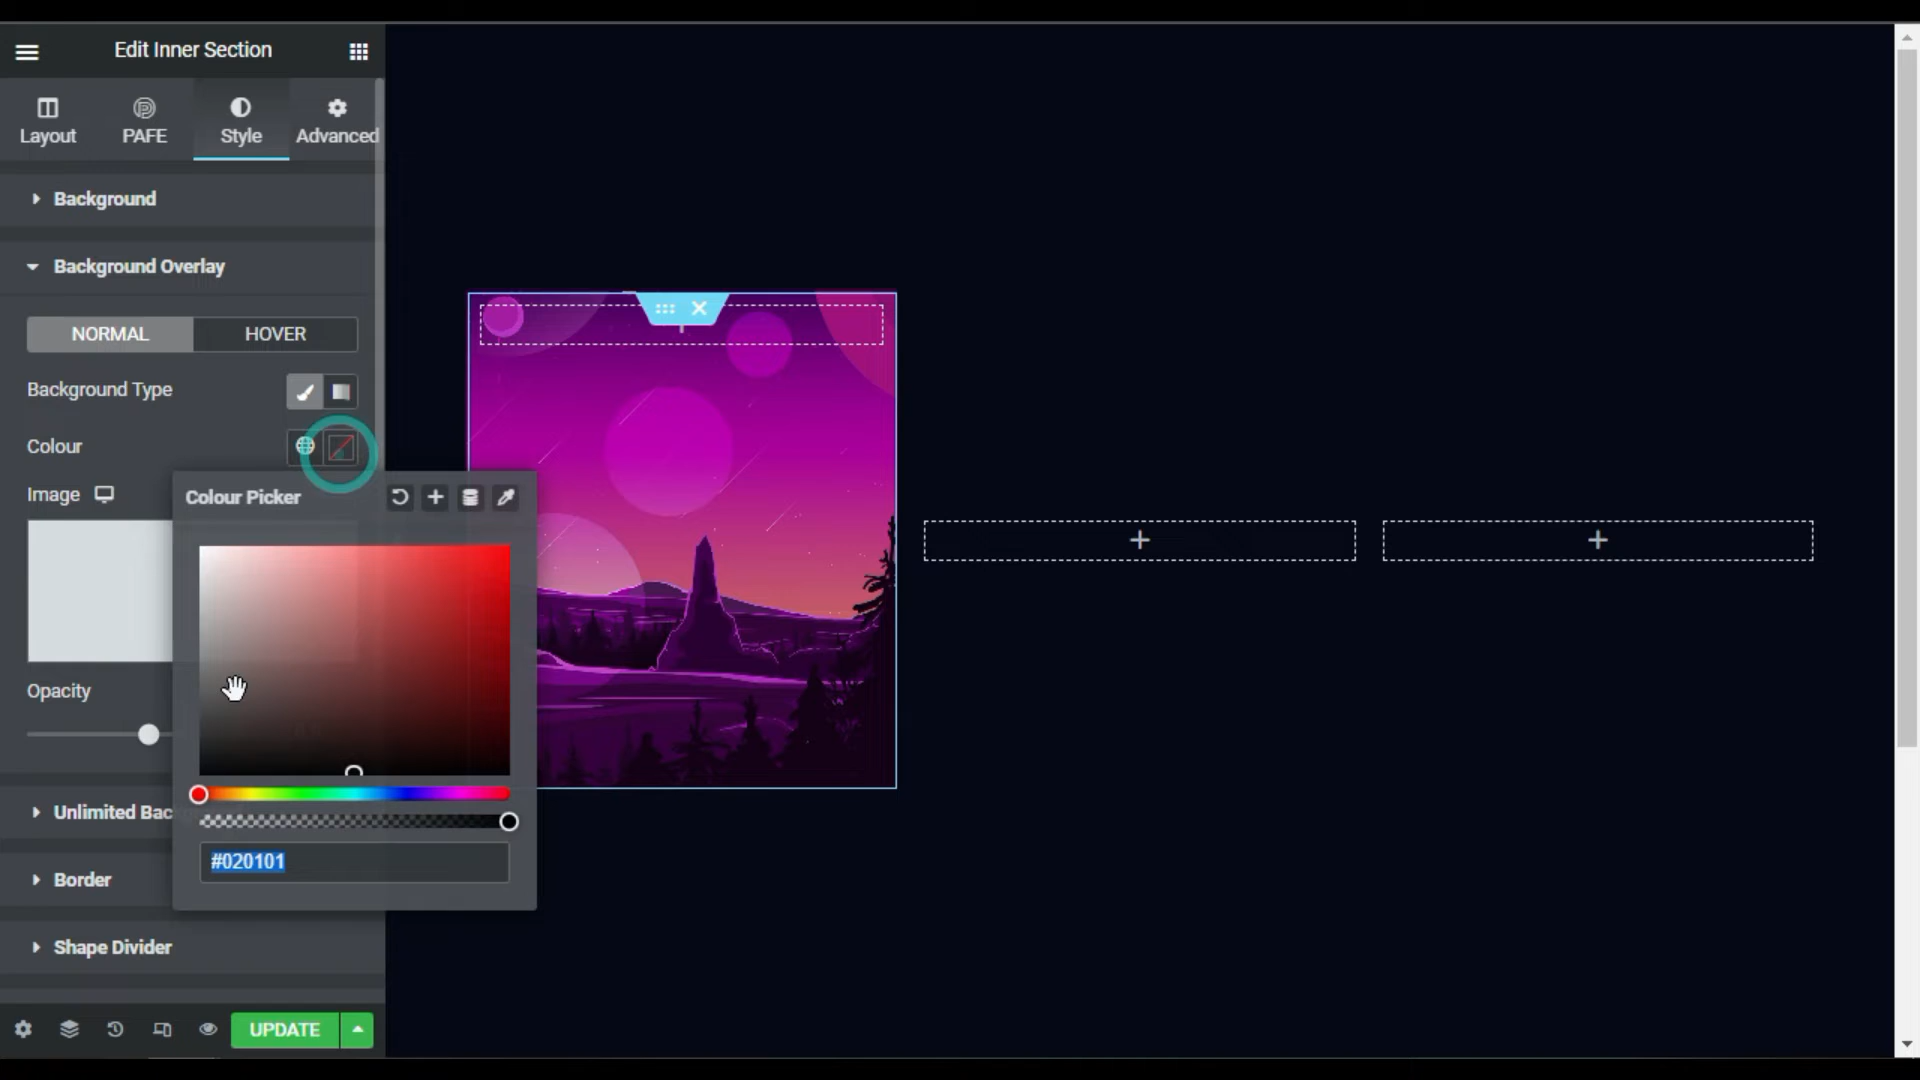 Edit Inner Section
Layout
PAFE
Style
Advanced
Background
Background Overlay
NORMAL
HOVER
Background Type
Colour
Image
Colour Picker
Opacity
Unlimited Bac
#020101
Border
Shape Divider
UPDATE